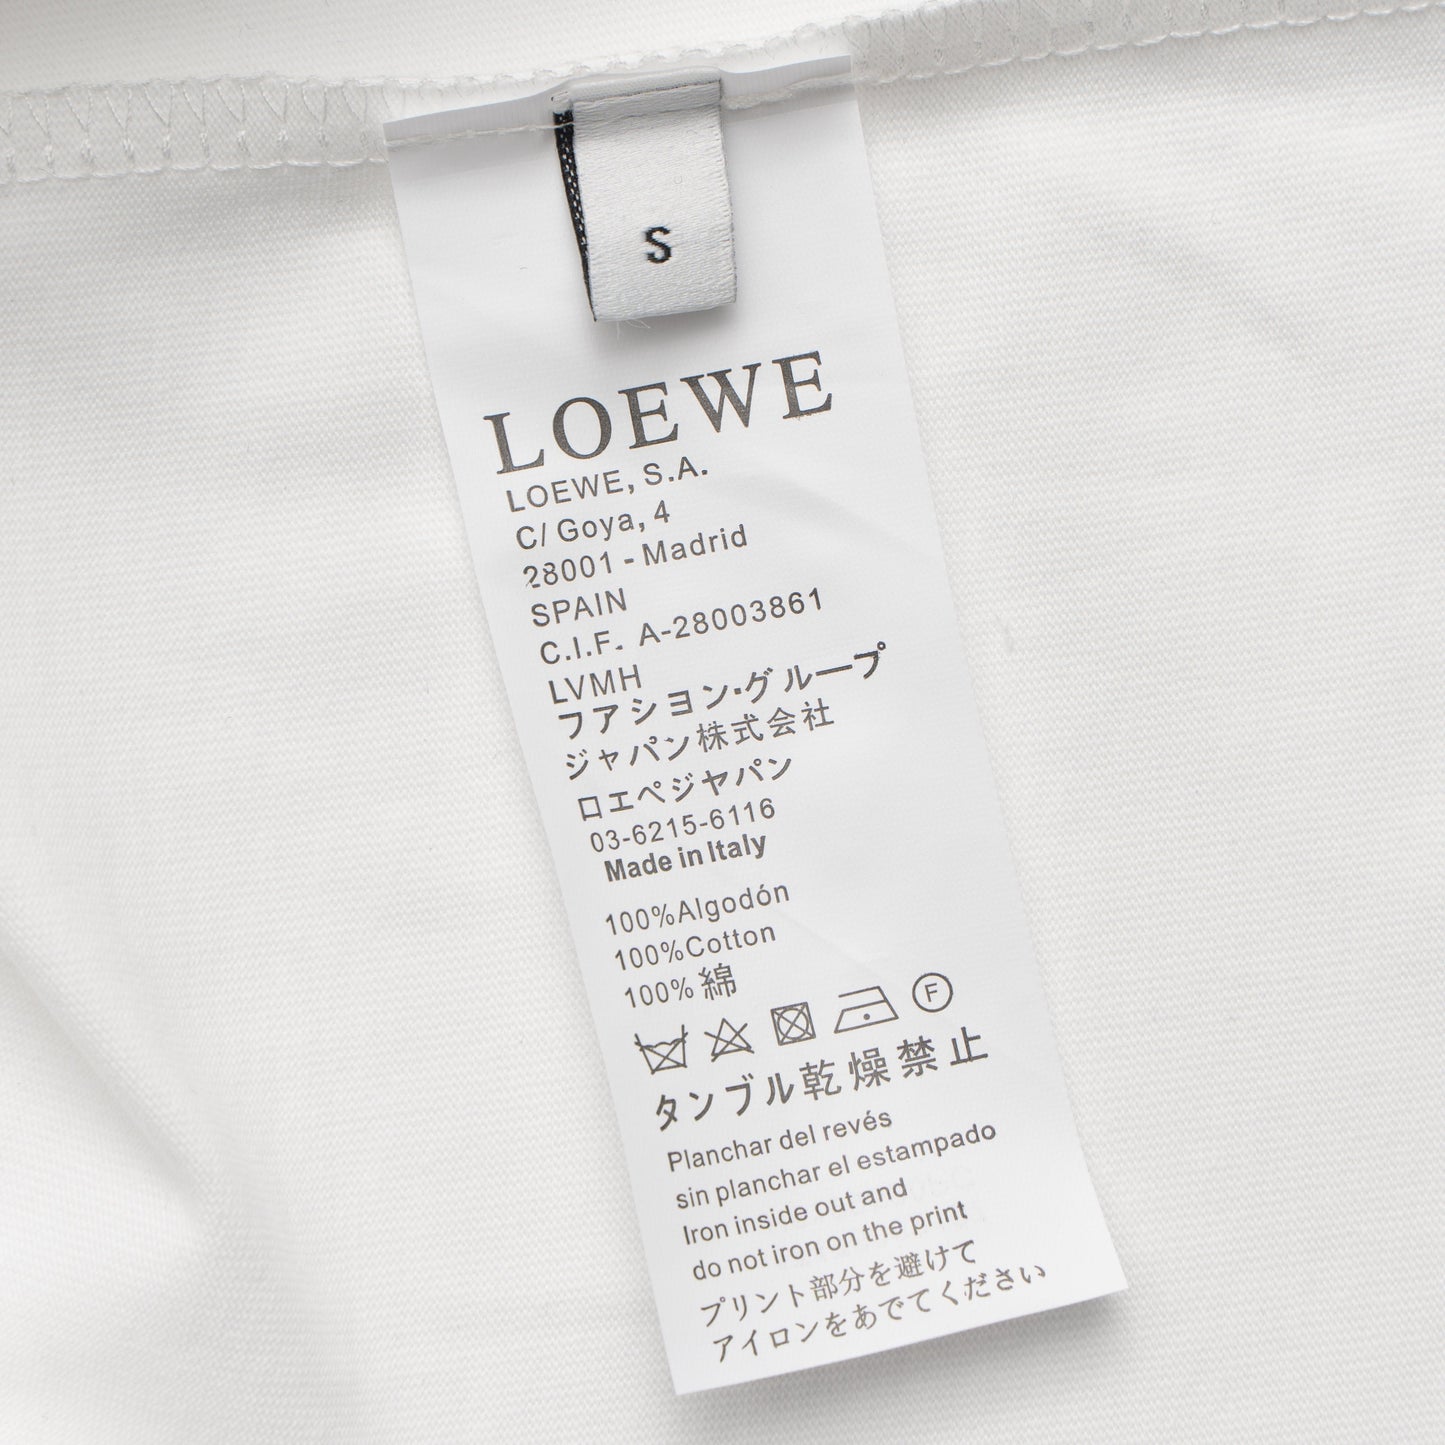 S
LOEWE
LOEWE, S.A.
C/ Goya, 4
28001 - Madrid
SPAIN
C.I.F. A-28003861
LVMH
フアシヨン·グループ
ジャパン株式会社
ロエペジヤパン
03-6215-6116
Made in Italy
100%Algodón
100%Cotton
100% 綿
F
タンブル乾燥禁止
Planchar del revés
sin planchar el estampado
Iron inside out and
do not iron on the print
プリント部分を避けて
アイロンをあでてください